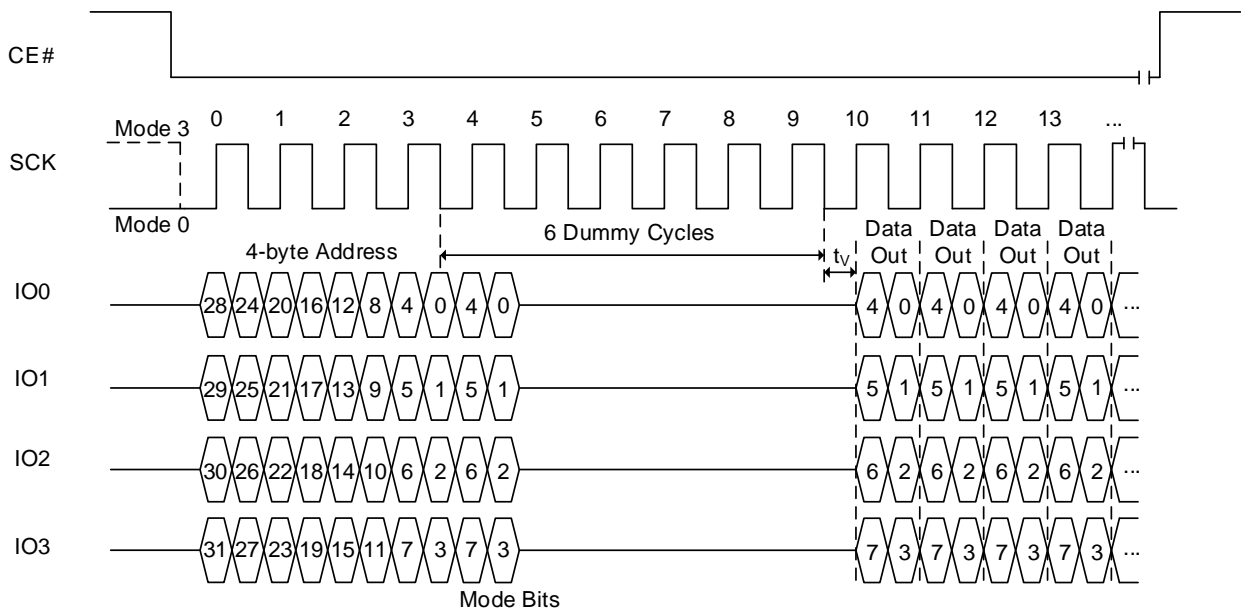 CE#
0 1 2 3 4 5 6 7 8 9 10 11 12 13 ...
Mode 3
SCK
Mode 0
6 Dummy Cycles
Data Out Data Out Data Out Data Out
4-byte Address
tV
IO0 28 24 20 16 12 8 4 0 4 0 4 0 4 0 4 0 4 0 ...
IO1 29 25 21 17 13 9 5 1 5 1 5 1 5 1 5 1 5 1 ...
IO2 30 26 22 18 14 10 6 2 6 2 6 2 6 2 6 2 6 2 ...
IO3 31 27 23 19 15 11 7 3 7 3 7 3 7 3 7 3 7 3 ...
Mode Bits